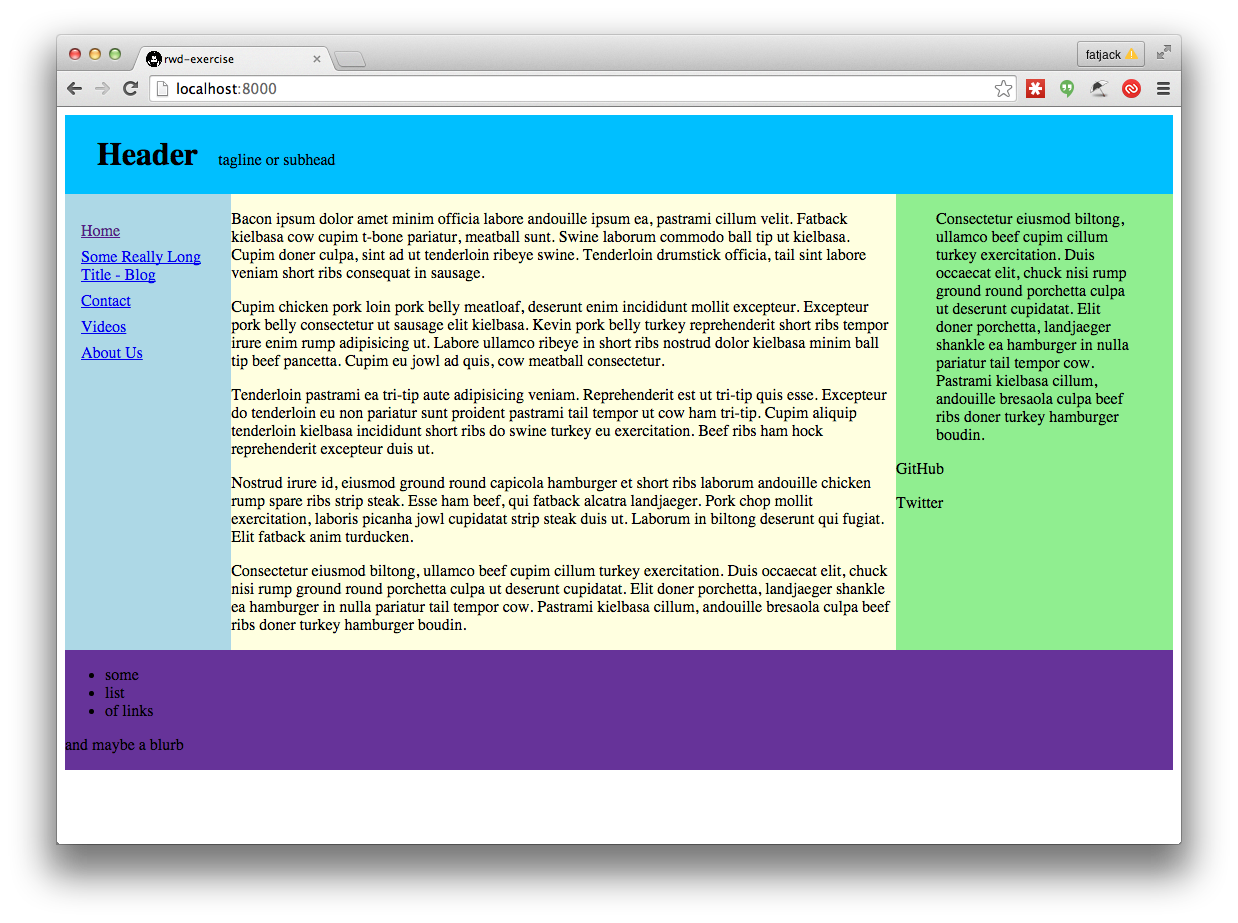 rwd-exercise
fatjack
localhost:8000
Header tagline or subhead
Home
Some Really Long
Title - Blog
Contact
Videos
About Us
Bacon ipsum dolor amet minim officia labore andouille ipsum ea, pastrami cillum velit. Fatback
kielbasa cow cupim t-bone pariatur, meatball sunt. Swine laborum commodo ball tip ut kielbasa.
Cupim doner culpa, sint ad ut tenderloin ribeye swine. Tenderloin drumstick officia, tail sint labore
veniam short ribs consequat in sausage.
Cupim chicken pork loin pork belly meatloaf, deserunt enim incididunt mollit excepteur. Excepteur
pork belly consectetur ut sausage elit kielbasa. Kevin pork belly turkey reprehenderit short ribs tempor
irure enim rump adipisicing ut. Labore ullamco ribeye in short ribs nostrud dolor kielbasa minim ball
tip beef pancetta. Cupim eu jowl ad quis, cow meatball consectetur.
Tenderloin pastrami ea tri-tip aute adipisicing veniam. Reprehenderit est ut tri-tip quis esse. Excepteur
do tenderloin eu non pariatur sunt proident pastrami tail tempor ut cow ham tri-tip. Cupim aliquip
tenderloin kielbasa incididunt short ribs do swine turkey eu exercitation. Beef ribs ham hock
reprehenderit excepteur duis ut.
Nostrud irure id, eiusmod ground round capicola hamburger et short ribs laborum andouille chicken
rump spare ribs strip steak. Esse ham beef, qui fatback alcatra landjaeger. Pork chop mollit
exercitation, laboris picanha jowl cupidatat strip steak duis ut. Laborum in biltong deserunt qui fugiat.
Elit fatback anim turducken.
Consectetur eiusmod biltong, ullamco beef cupim cillum turkey exercitation. Duis occaecat elit, chuck
nisi rump ground round porchetta culpa ut deserunt cupidatat. Elit doner porchetta, landjaeger shankle
ea hamburger in nulla pariatur tail tempor cow. Pastrami kielbasa cillum, andouille bresaola culpa beef
ribs doner turkey hamburger boudin.
Consectetur eiusmod biltong,
ullamco beef cupim cillum
turkey exercitation. Duis
occaecat elit, chuck nisi rump
ground round porchetta culpa
ut deserunt cupidatat. Elit
doner porchetta, landjaeger
shankle ea hamburger in nulla
pariatur tail tempor cow.
Pastrami kielbasa cillum,
andouille bresaola culpa beef
ribs doner turkey hamburger
boudin.
GitHub
Twitter
some
list
of links
and maybe a blurb